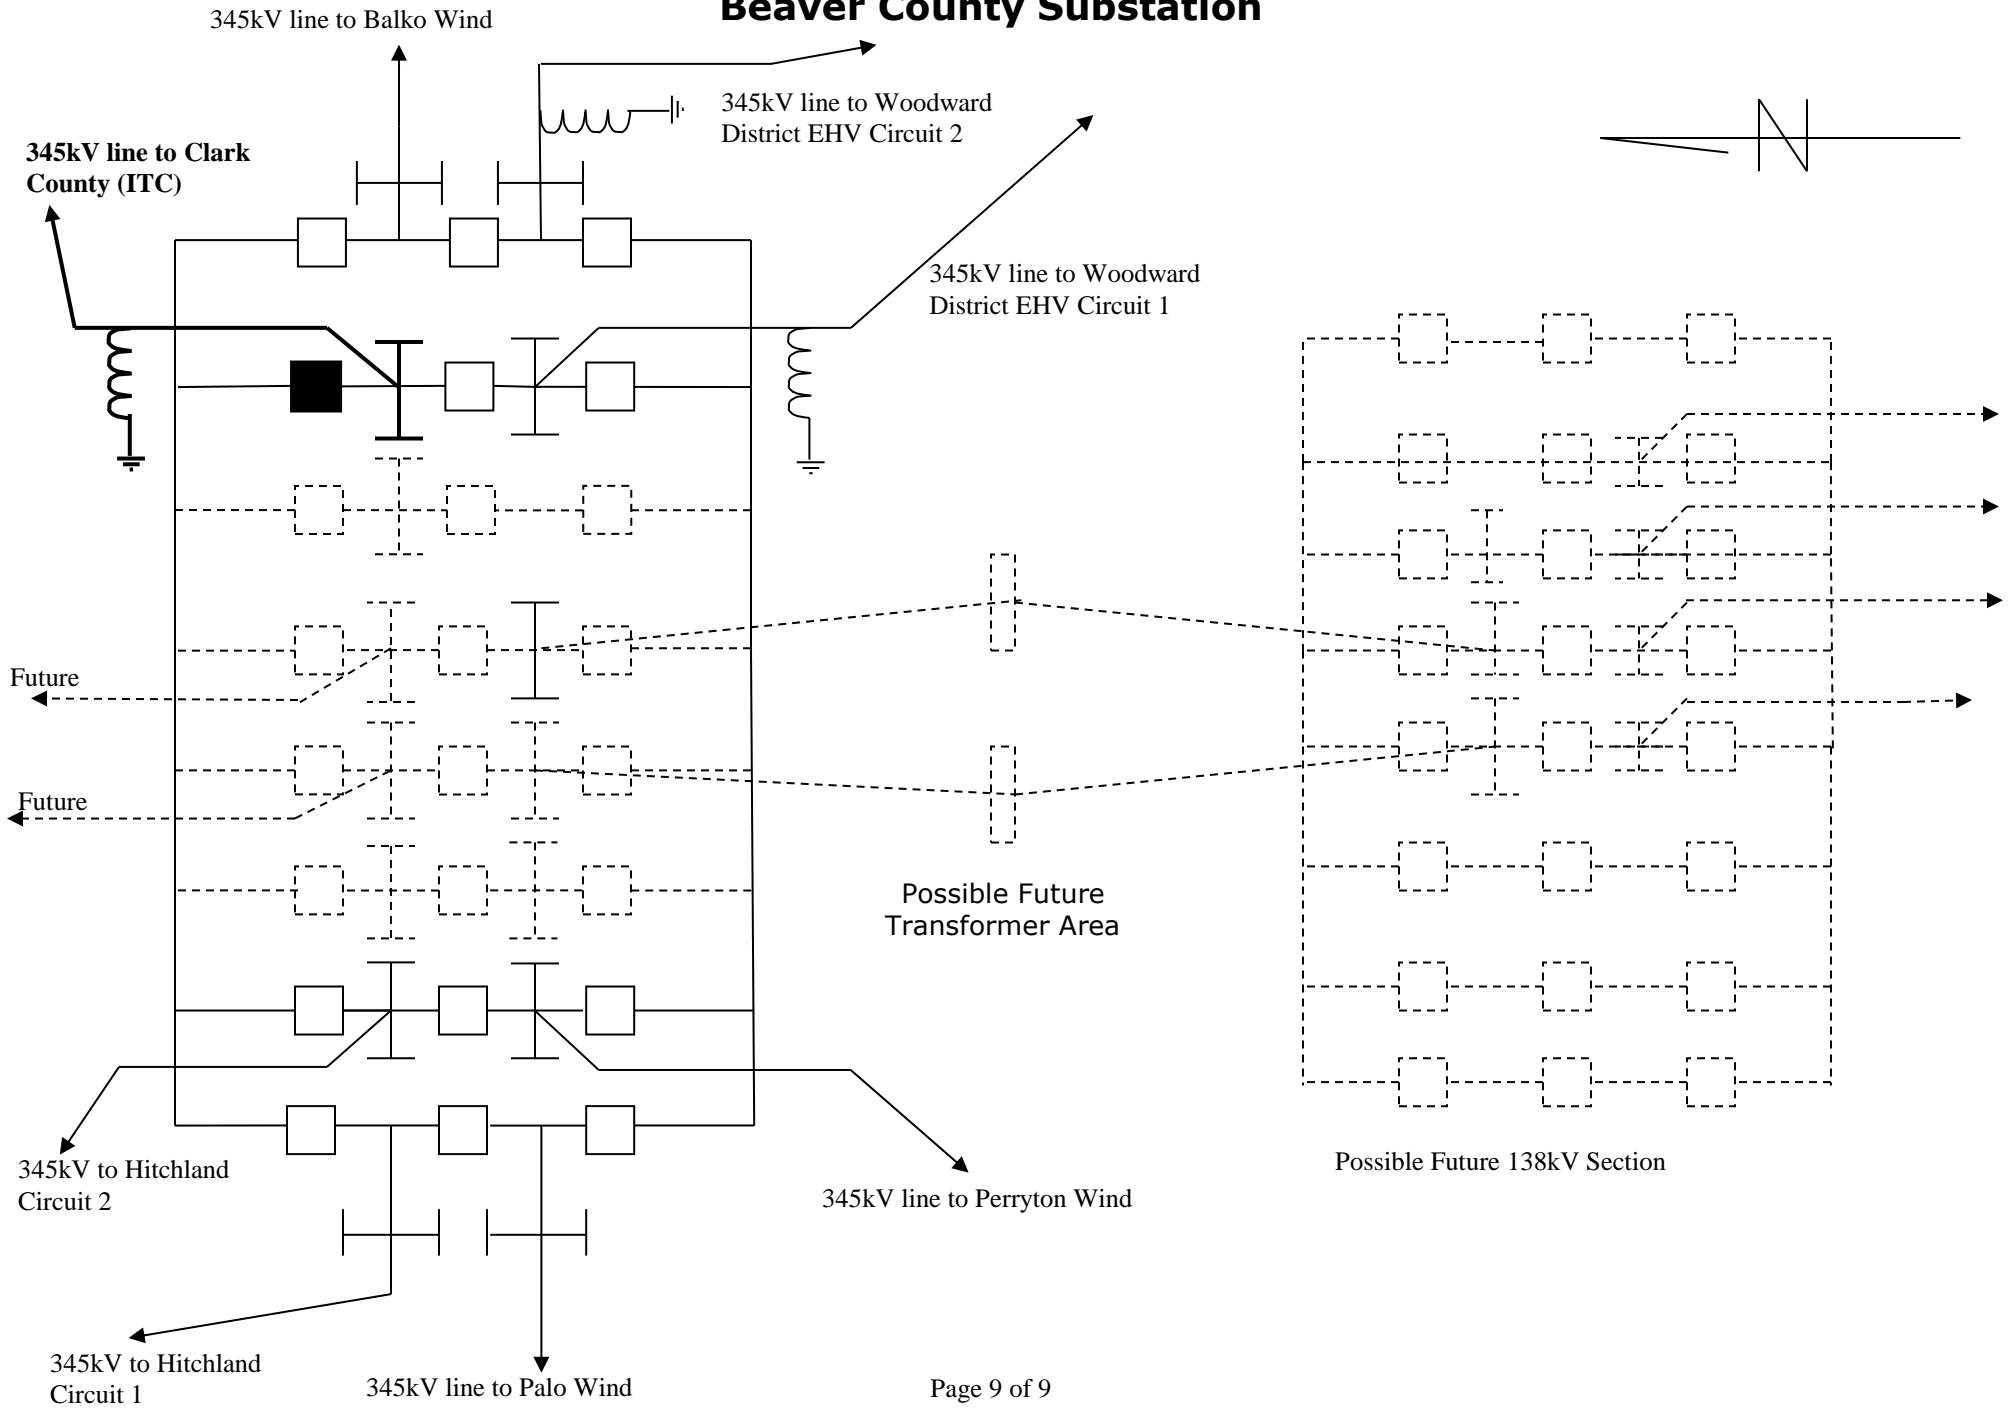 Beaver County Substation
345kV line to Balko Wind
345kV line to Woodward
District EHV Circuit 2
345kV line to Clark
County (ITC)
N
345kV line to Woodward
District EHV Circuit 1
Future
Future
Possible Future
Transformer Area
345kV to Hitchland
Circuit 2
345kV line to Perryton Wind
Possible Future 138kV Section
345kV to Hitchland
Circuit 1
345kV line to Palo Wind
Page 9 of 9